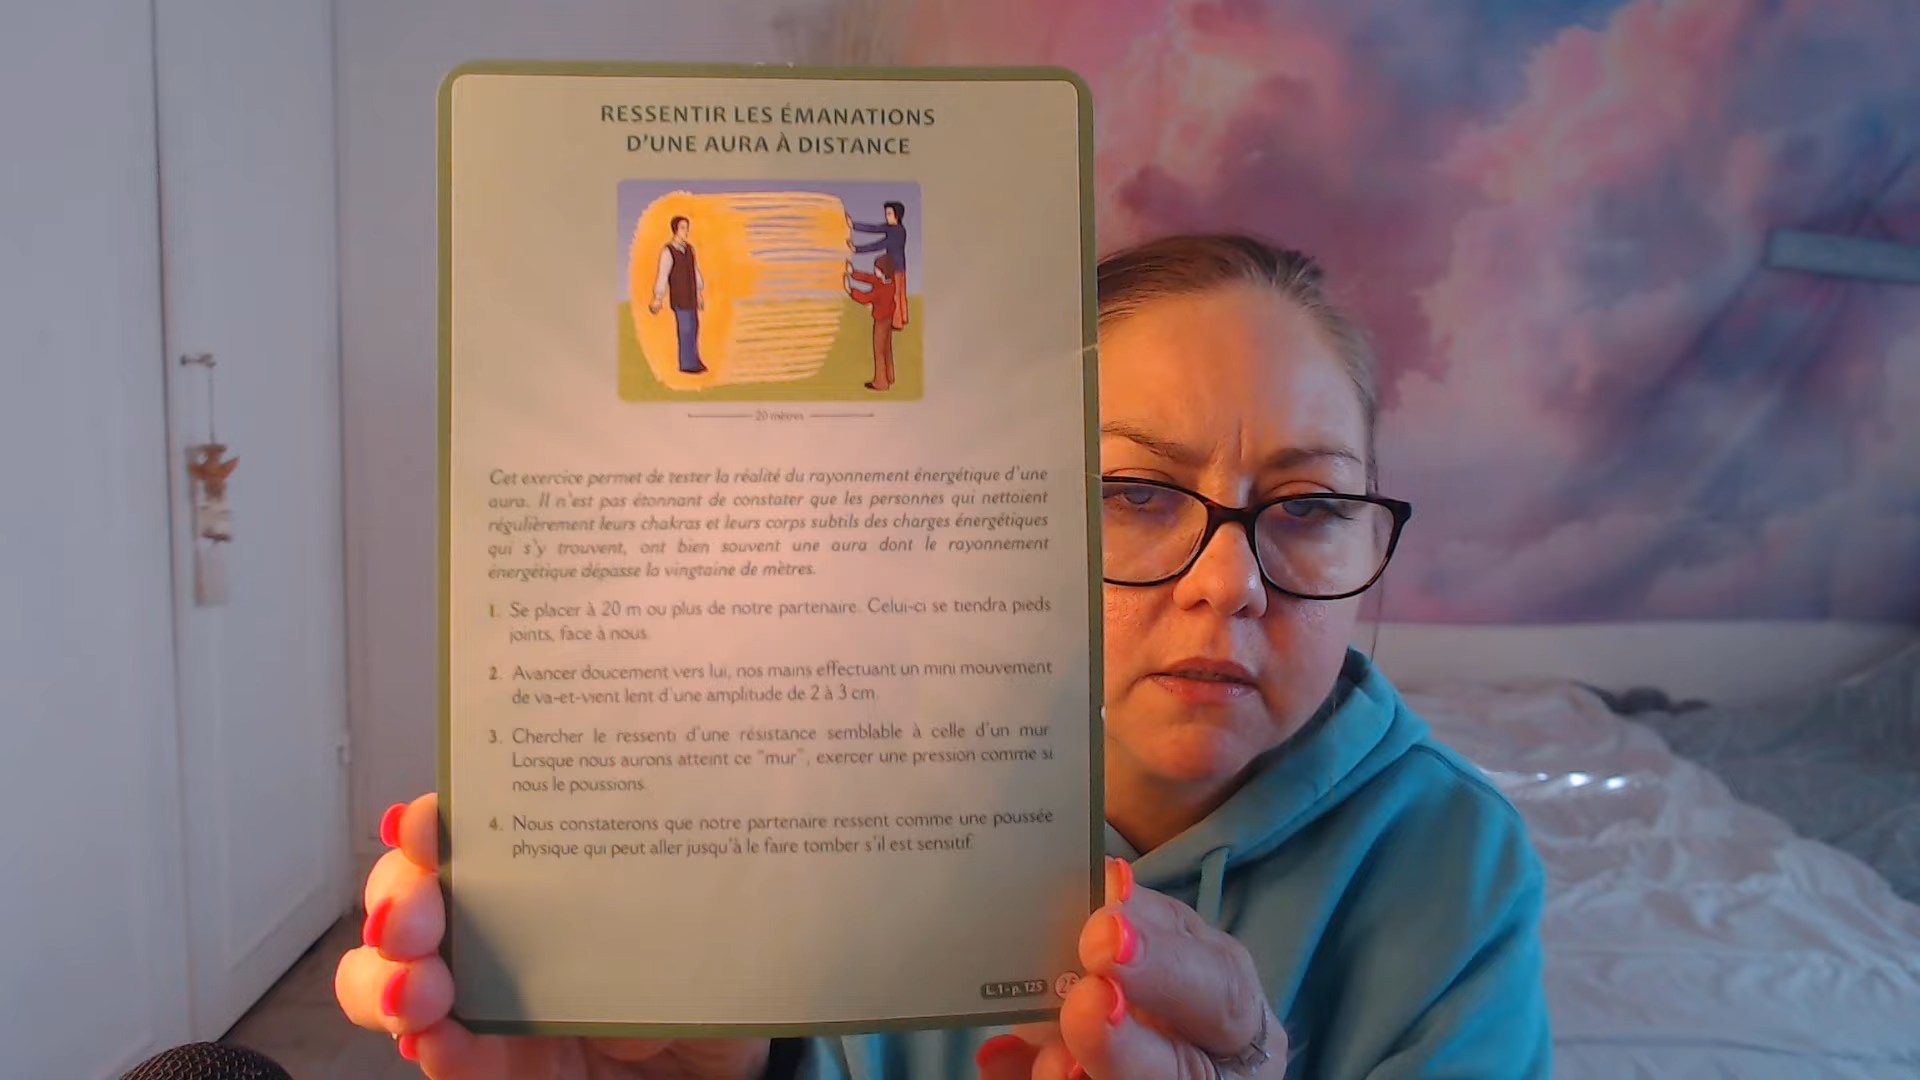 RESSENTIR LES ÉMANATIONS
D'UNE AURA À DISTANCE
20 mètres
Cet exercice permet de tester la réalité du rayonnement énergétique d'une
aura. Il n'est pas étonnant de constater que les personnes qui nettoient
régulièrement leurs chakras et leurs corps subtils des charges énergétiques
qui s'y trouvent, ont bien souvent une aura dont le rayonnement
énergétique dépasse la vingtaine de mètres.
1. Se placer à 20 m ou plus de notre partenaire. Celui-ci se tiendra pieds
joints, face à nous.
2. Avancer doucement vers lui, nos mains effectuant un mini mouvement
de va-et-vient lent d'une amplitude de 2 à 3 cm.
3. Chercher le ressenti d'une résistance semblable à celle d'un mur
Lorsque nous aurons atteint ce "mur", exercer une pression comme si
nous le poussions.
4. Nous constaterons que notre partenaire ressent comme une poussée
physique qui peut aller jusqu'à le faire tomber s'il est sensitif.
L.1 - p. 125